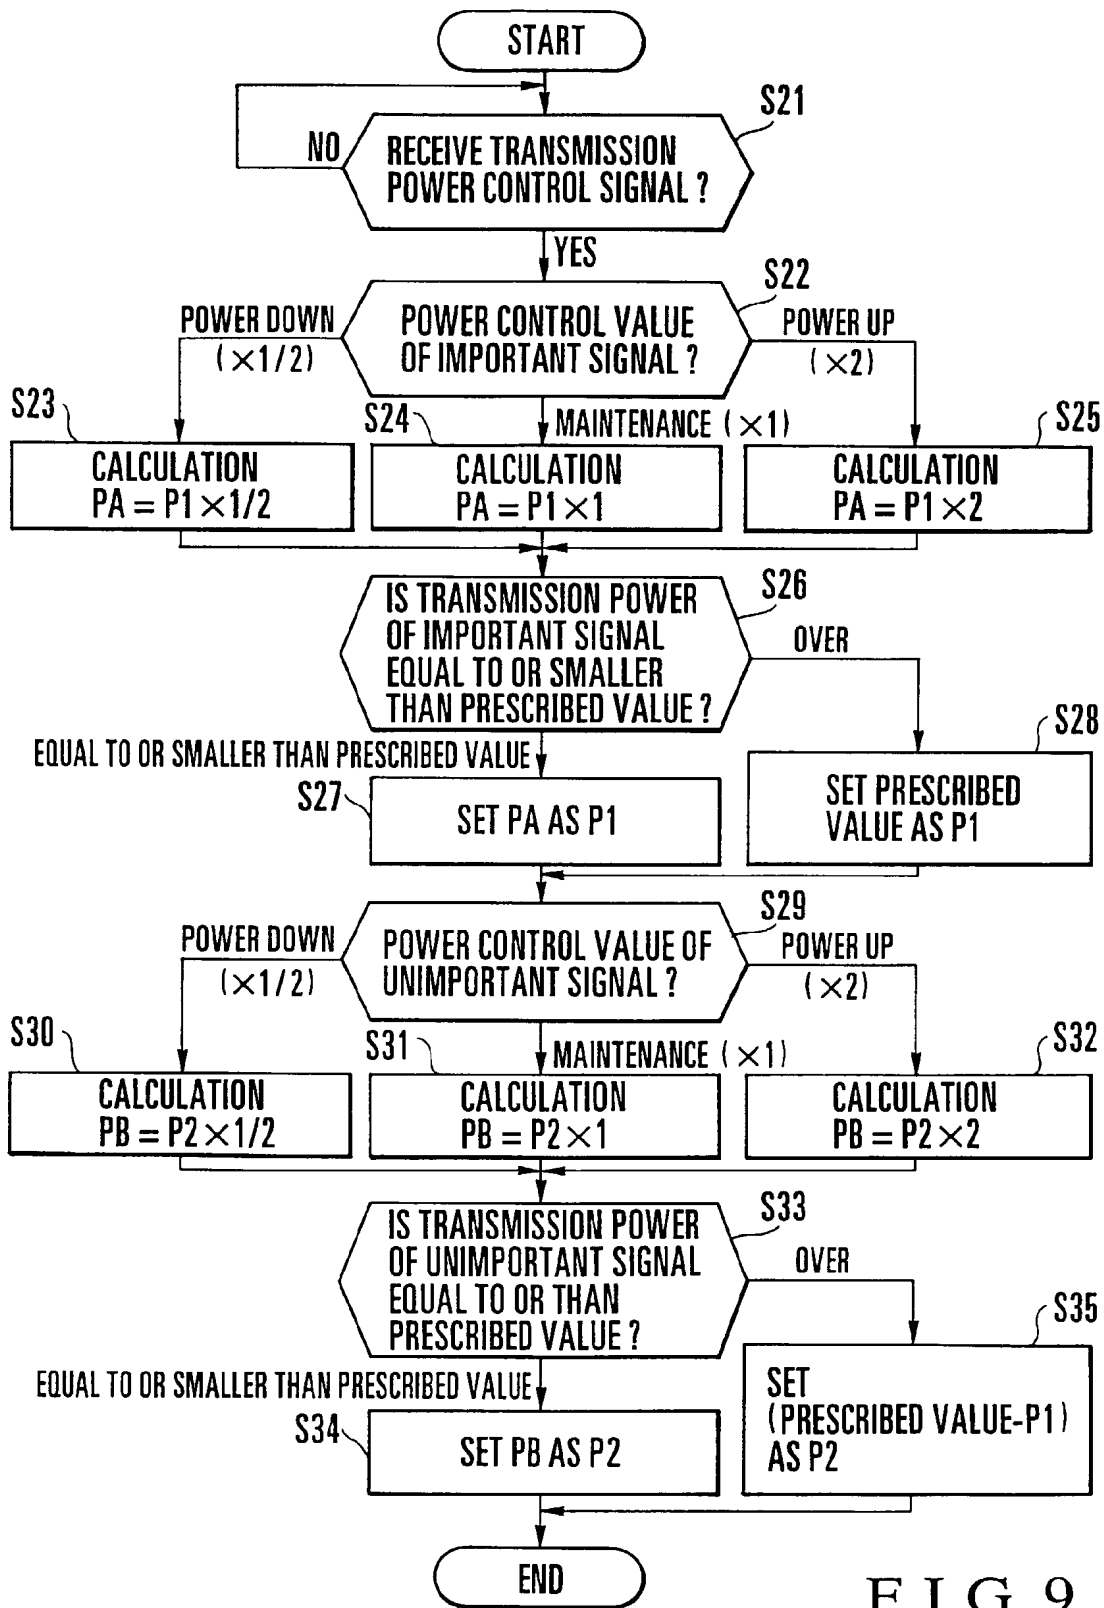 START
S21
NO
RECEIVE TRANSMISSION
POWER CONTROL SIGNAL ?
YES
S22
POWER DOWN
(×1/2)
POWER CONTROL VALUE
OF IMPORTANT SIGNAL ?
POWER UP
(×2)
S23
S24
MAINTENANCE (×1)
S25
CALCULATION
PA = P1 ×1/2
CALCULATION
PA = P1 ×1
CALCULATION
PA = P1 ×2
S26
IS TRANSMISSION POWER
OF IMPORTANT SIGNAL
EQUAL TO OR SMALLER
THAN PRESCRIBED VALUE ?
OVER
EQUAL TO OR SMALLER THAN PRESCRIBED VALUE
S27
SET PA AS P1
S28
SET PRESCRIBED
VALUE AS P1
S29
POWER DOWN
(×1/2)
POWER CONTROL VALUE OF
UNIMPORTANT SIGNAL ?
POWER UP
(×2)
S30
S31
MAINTENANCE (×1)
S32
CALCULATION
PB = P2 ×1/2
CALCULATION
PB = P2 ×1
CALCULATION
PB = P2 ×2
S33
IS TRANSMISSION POWER
OF UNIMPORTANT SIGNAL
EQUAL TO OR THAN
PRESCRIBED VALUE ?
OVER
EQUAL TO OR SMALLER THAN PRESCRIBED VALUE
S34
SET PB AS P2
S35
SET
(PRESCRIBED VALUE-P1)
AS P2
END
FIG. 9